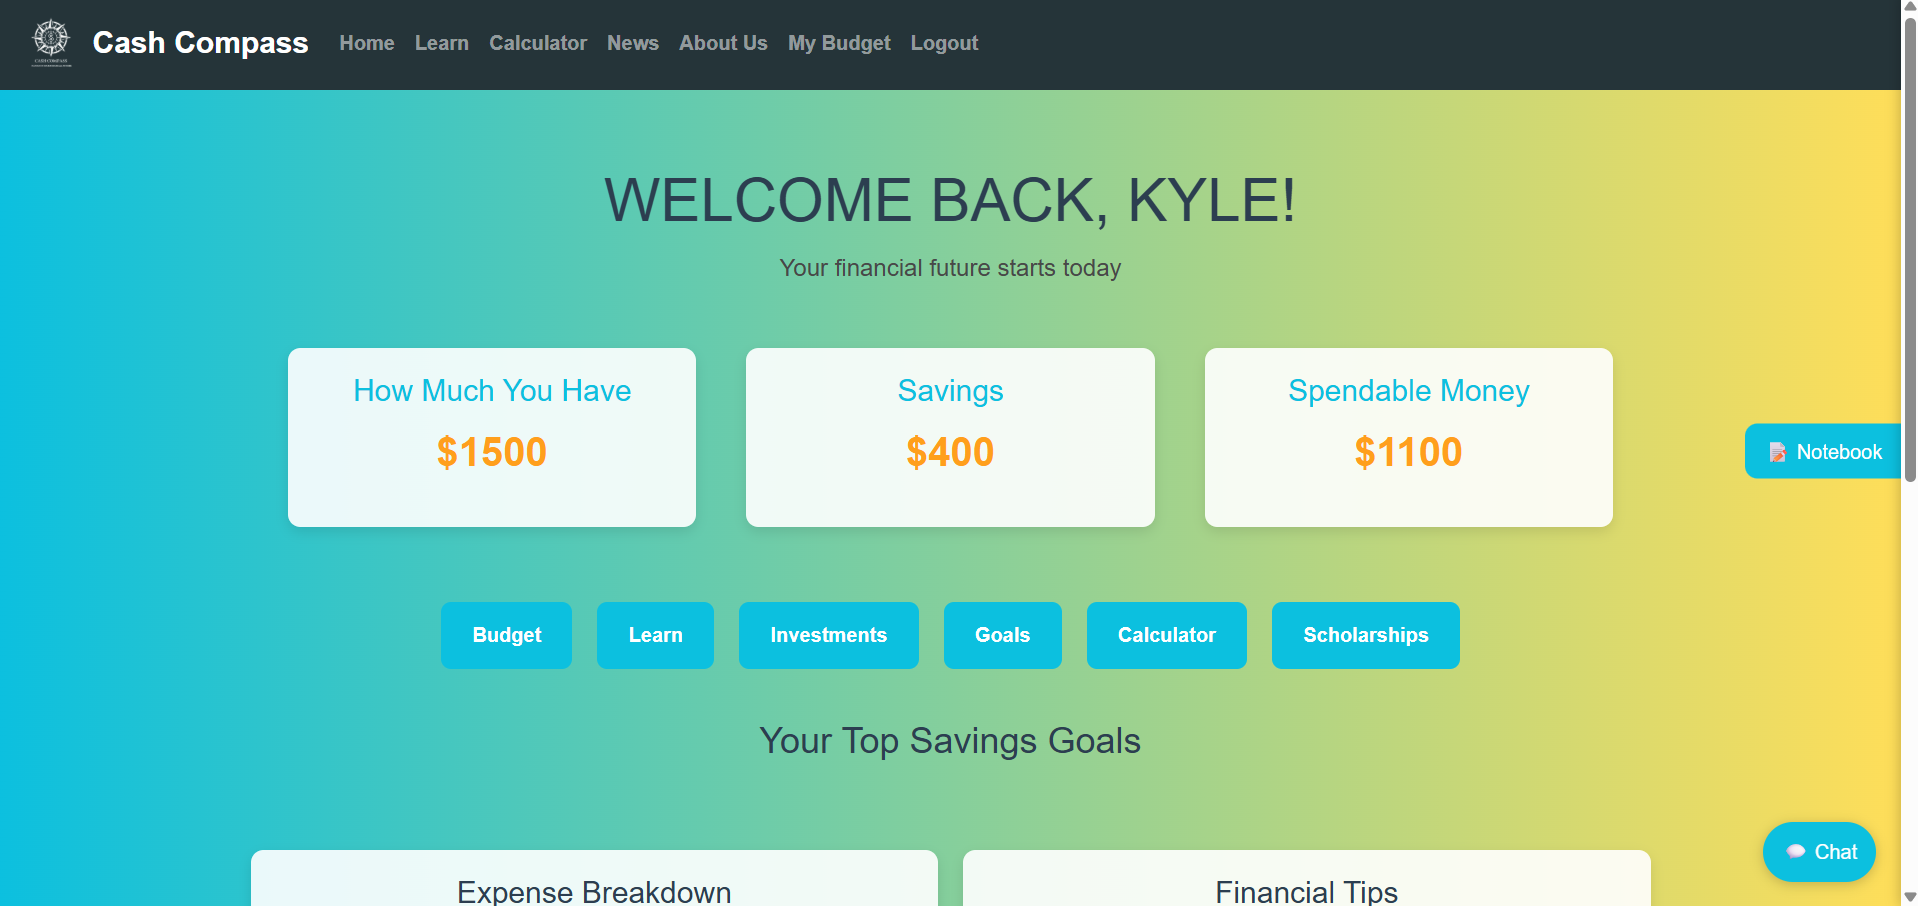 Cash Compass Home Learn Calculator News About Us My Budget Logout
CASH COMPASS
WELCOME BACK, KYLE!
Your financial future starts today
How Much You Have
$1500
Savings
$400
Spendable Money
$1100
Notebook
Budget Learn Investments Goals Calculator Scholarships
Your Top Savings Goals
Chat
Expense Breakdown
Financial Tips